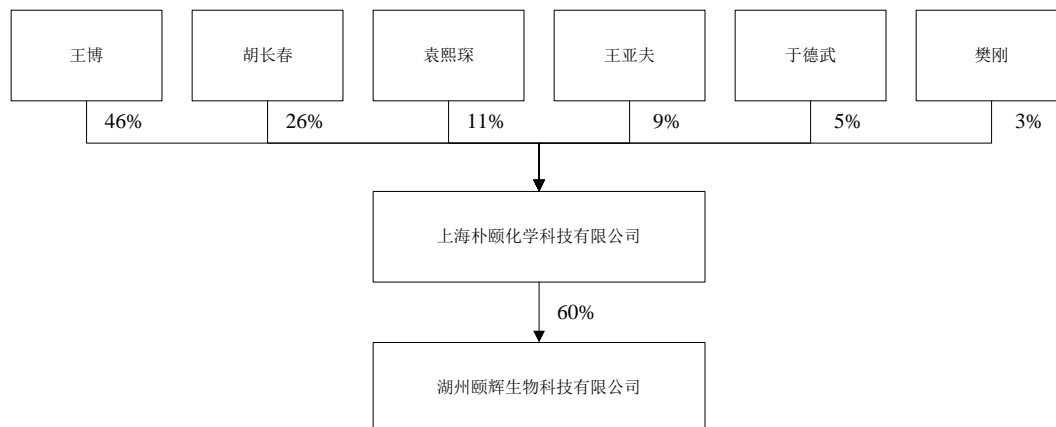 王博
胡长春
袁熙琛
王亚夫
于德武
樊刚
46%
26%
11%
9%
5%
3%
上海朴颐化学科技有限公司
60%
湖州颐辉生物科技有限公司